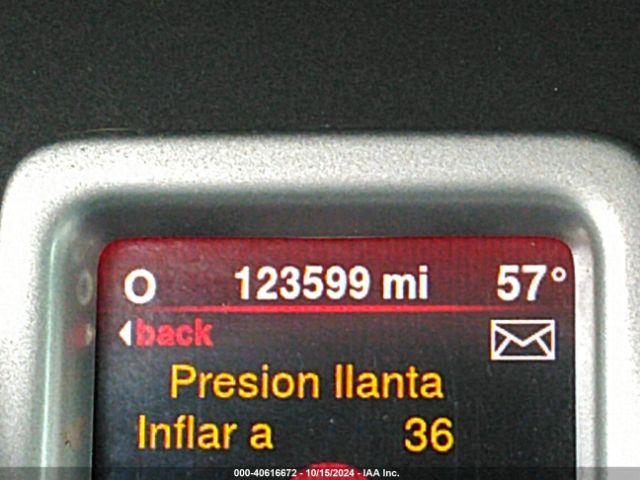 O 123599 mi 57°
back
Presion llanta
Inflar a 36
000-40616672 - 10/15/2024 - IAA Inc.